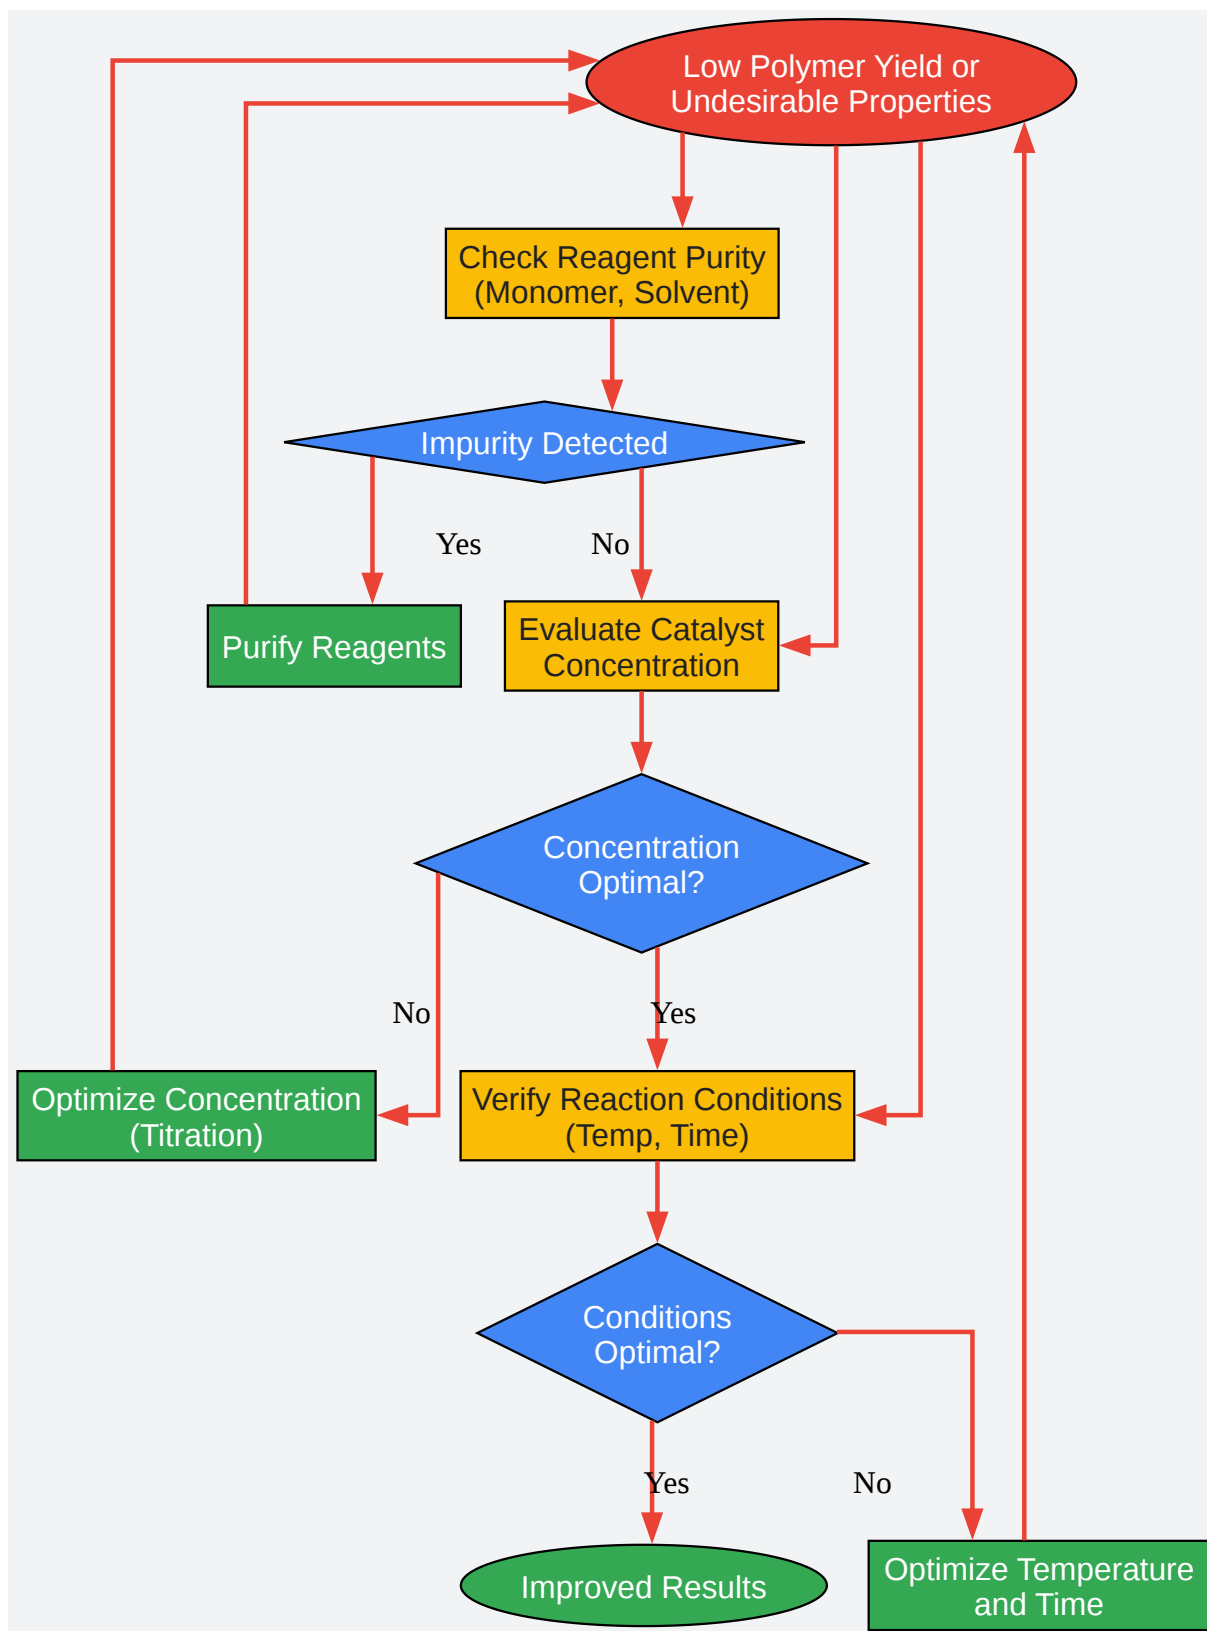 Low Polymer Yield or
Undesirable Properties
Check Reagent Purity
(Monomer, Solvent)
Impurity Detected
Yes
No
Purify Reagents
Evaluate Catalyst
Concentration
Concentration
Optimal?
No
Yes
Optimize Concentration
(Titration)
Verify Reaction Conditions
(Temp, Time)
Conditions
Optimal?
Yes
No
Improved Results
Optimize Temperature
and Time